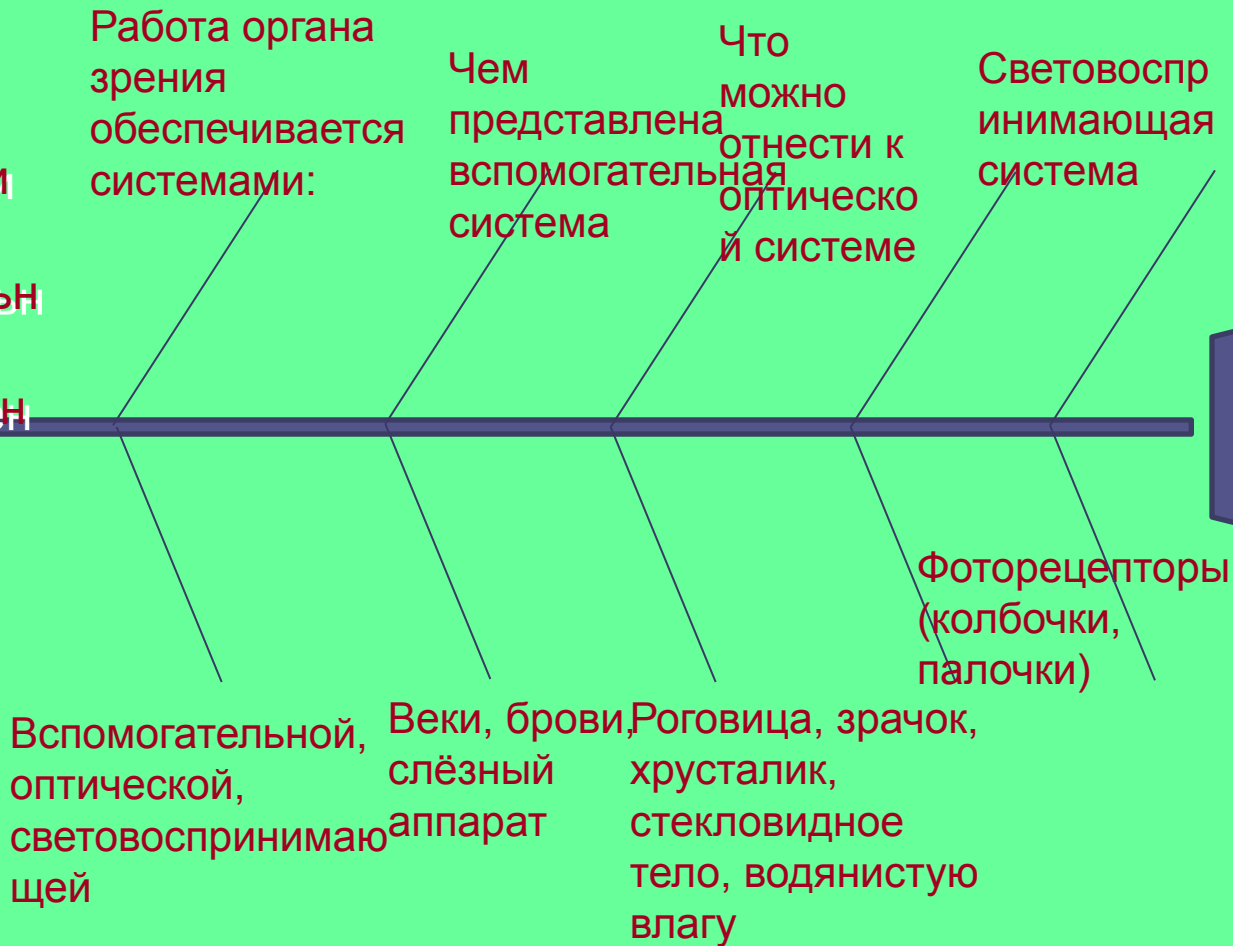 Работа органа
зрения
обеспечивается
системами:
Чем
представлена
вспомогательная
система
Что
можно
отнести к
оптическо
й системе
Световоспр
инимающая
система
Вспомогательной,
оптической,
световоспринимаю
щей
Веки, брови,
слёзный
аппарат
Роговица, зрачок,
хрусталик,
стекловидное
тело, водянистую
влагу
Фоторецепторы
(колбочки,
палочки)